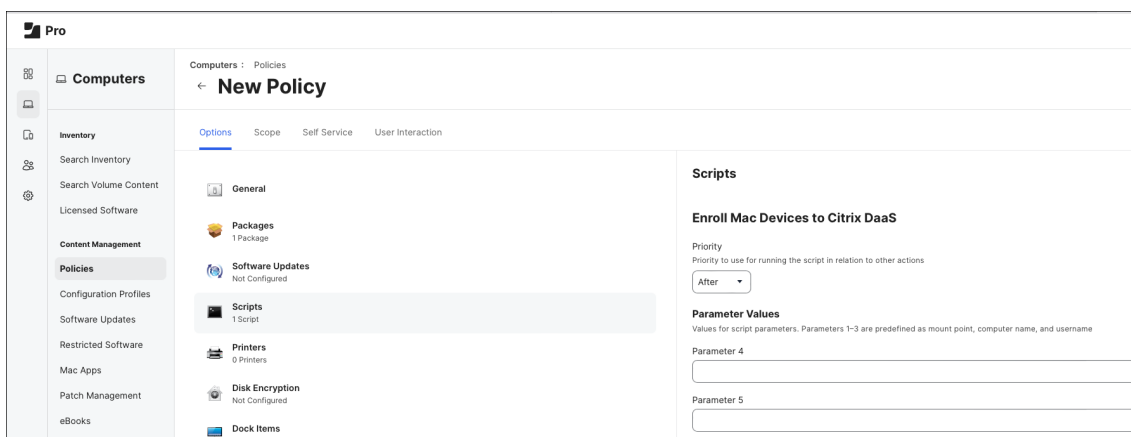 Pro
Computers
Inventory
Search Inventory
Search Volume Content
Licensed Software
Content Management
Policies
Configuration Profiles
Software Updates
Restricted Software
Mac Apps
Patch Management
eBooks
Computers : Policies
← New Policy
Options Scope Self Service User Interaction
General
Packages
1 Package
Software Updates
Not Configured
Scripts
1 Script
Printers
0 Printers
Disk Encryption
Not Configured
Dock Items
Scripts
Enroll Mac Devices to Citrix DaaS
Priority
Priority to use for running the script in relation to other actions
After
Parameter Values
Values for script parameters. Parameters 1–3 are predefined as mount point, computer name, and username
Parameter 4
Parameter 5